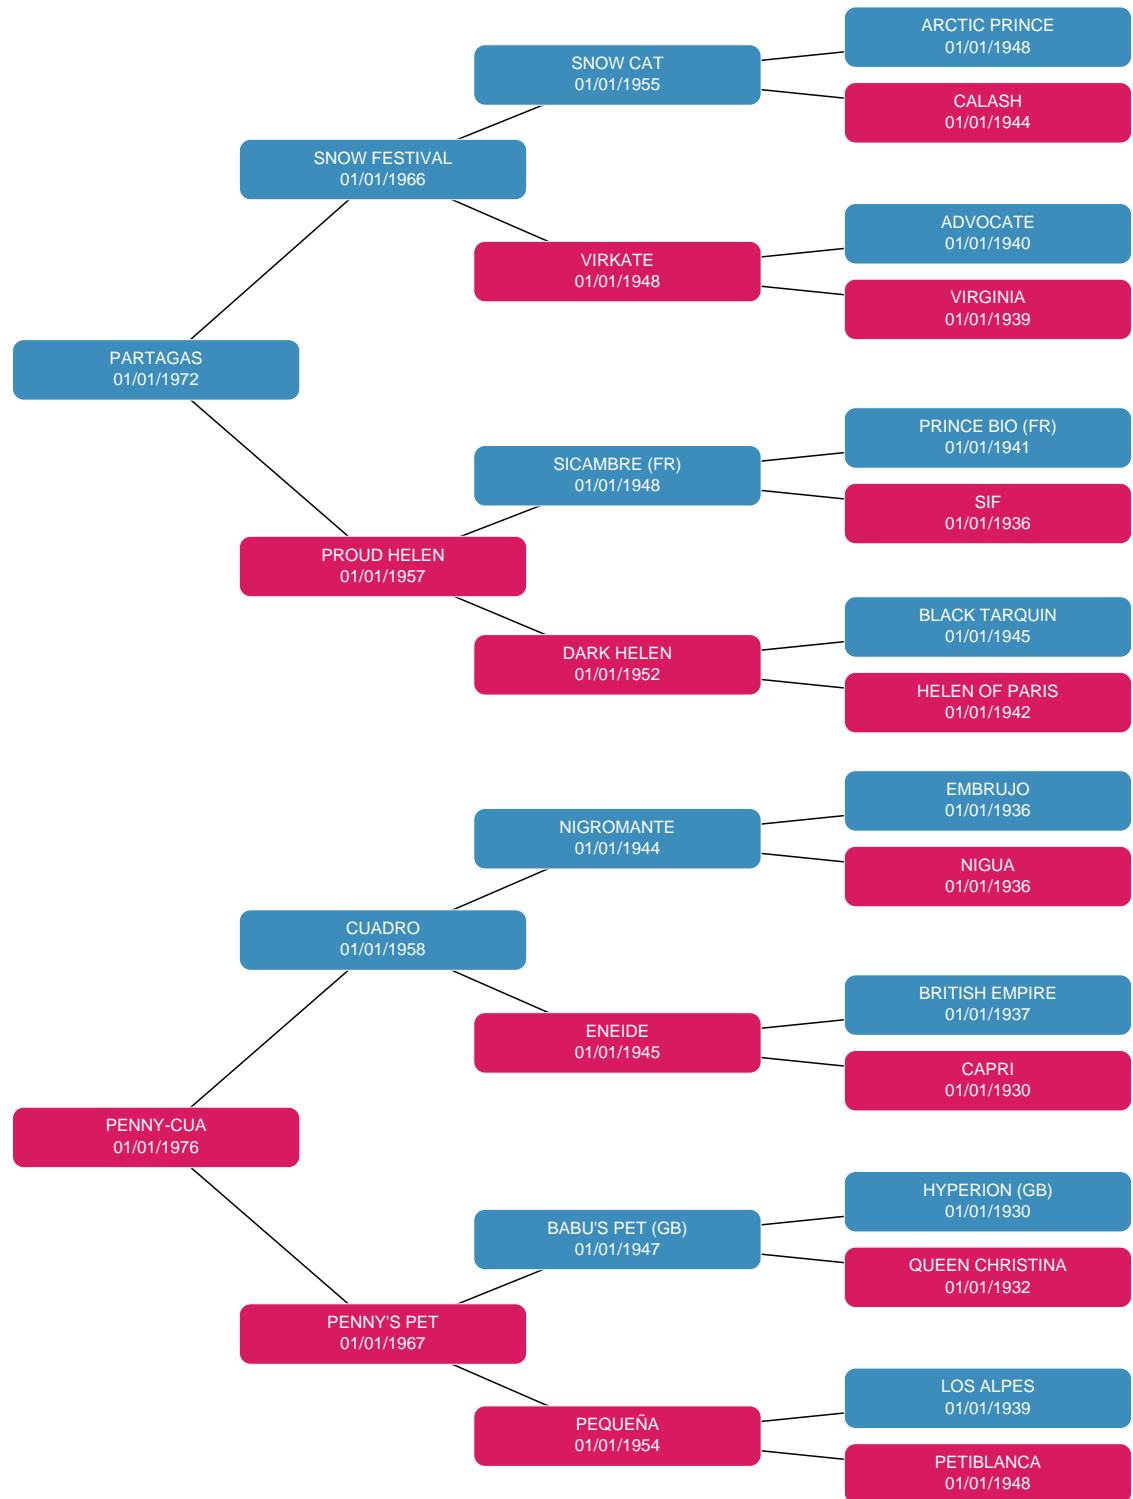 ARCTIC PRINCE
01/01/1948
SNOW CAT
01/01/1955
CALASH
01/01/1944
SNOW FESTIVAL
01/01/1966
ADVOCATE
01/01/1940
VIRKATE
01/01/1948
VIRGINIA
01/01/1939
PARTAGAS
01/01/1972
PRINCE BIO (FR)
01/01/1941
SICAMBRE (FR)
01/01/1948
SIF
01/01/1936
PROUD HELEN
01/01/1957
BLACK TARQUIN
01/01/1945
DARK HELEN
01/01/1952
HELEN OF PARIS
01/01/1942
EMBRUJO
01/01/1936
NIGROMANTE
01/01/1944
NIGUA
01/01/1936
CUADRO
01/01/1958
BRITISH EMPIRE
01/01/1937
ENEIDE
01/01/1945
CAPRI
01/01/1930
PENNY-CUA
01/01/1976
HYPERION (GB)
01/01/1930
BABU'S PET (GB)
01/01/1947
QUEEN CHRISTINA
01/01/1932
PENNY'S PET
01/01/1967
LOS ALPES
01/01/1939
PEQUEÑA
01/01/1954
PETIBLANCA
01/01/1948